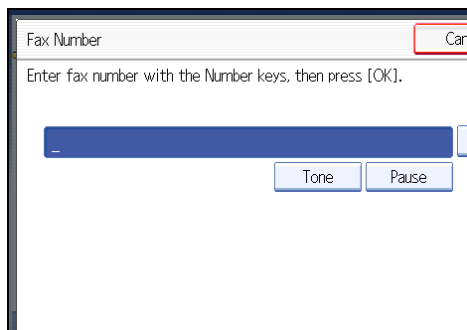 Fax Number
Enter fax number with the Number keys, then press [OK].
_
Tone Pause